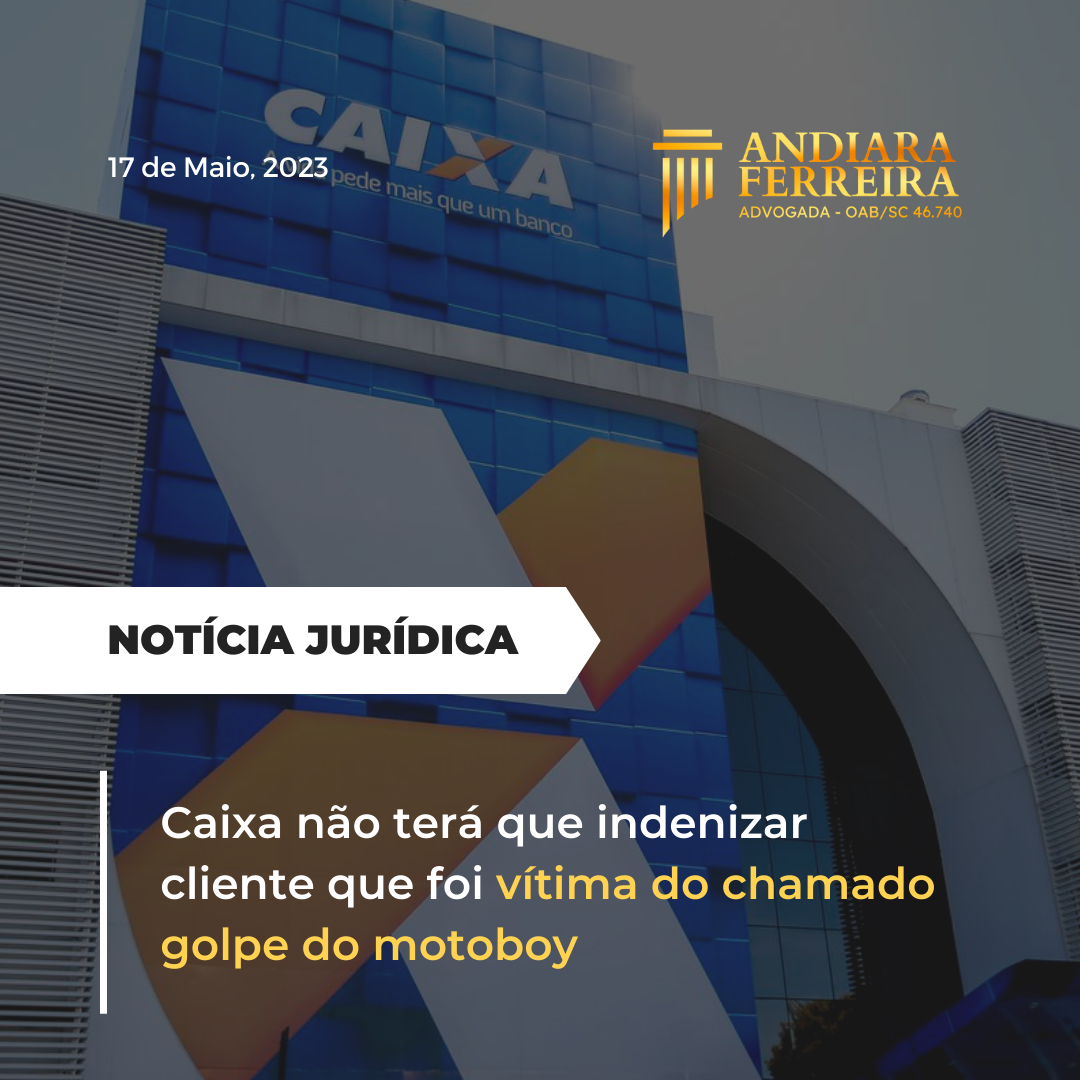 CAIXA
17 de Maio, 2023
pede mais que um banco
ANDIARA
FERREIRA
ADVOGADA - OAB/SC 46.740
NOTÍCIA JURÍDICA
Caixa não terá que indenizar
cliente que foi vítima do chamado
golpe do motoboy